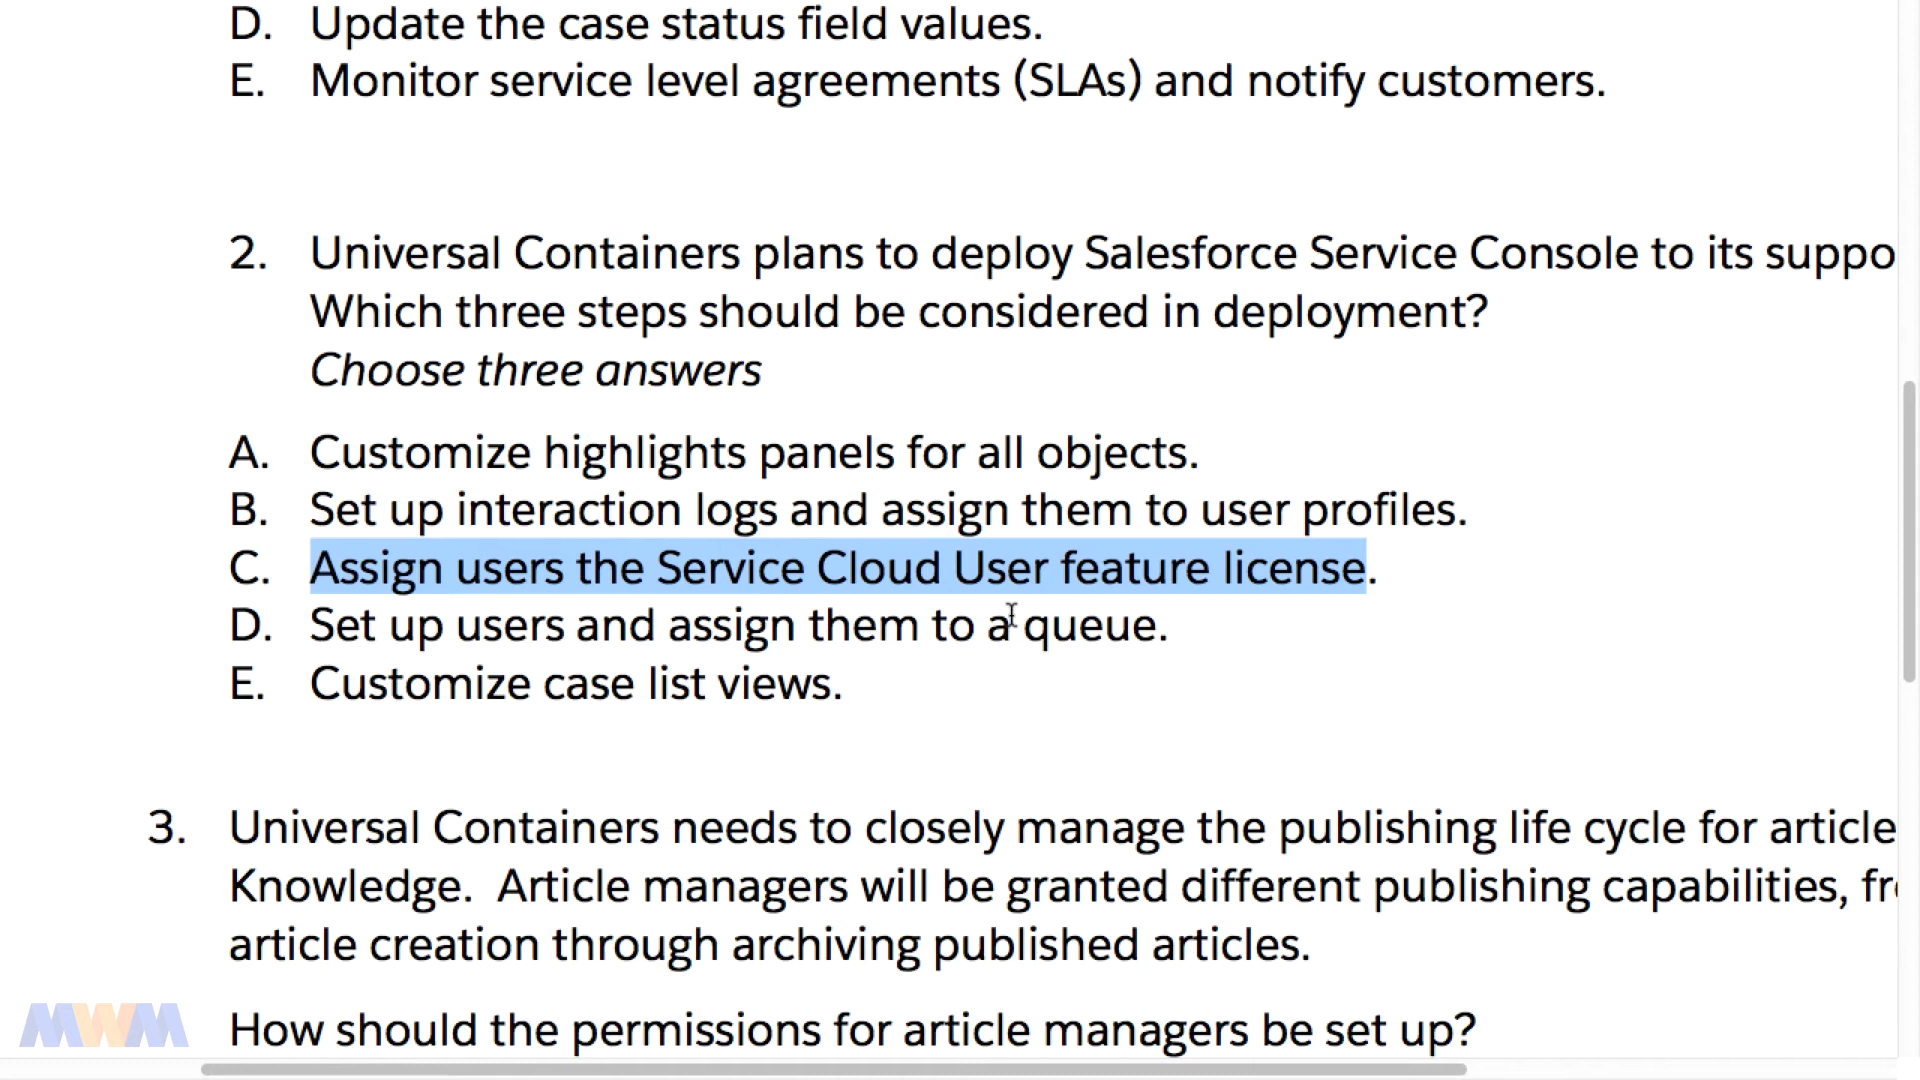 D. Update the case status field values.
E. Monitor service level agreements (SLAs) and notify customers.
2. Universal Containers plans to deploy Salesforce Service Console to its suppo
Which three steps should be considered in deployment?
Choose three answers
A. Customize highlights panels for all objects.
B. Set up interaction logs and assign them to user profiles.
C. Assign users the Service Cloud User feature license.
D. Set up users and assign them to a queue.
E. Customize case list views.
3. Universal Containers needs to closely manage the publishing life cycle for article
Knowledge. Article managers will be granted different publishing capabilities, fr
article creation through archiving published articles.
MWM
How should the permissions for article managers be set up?